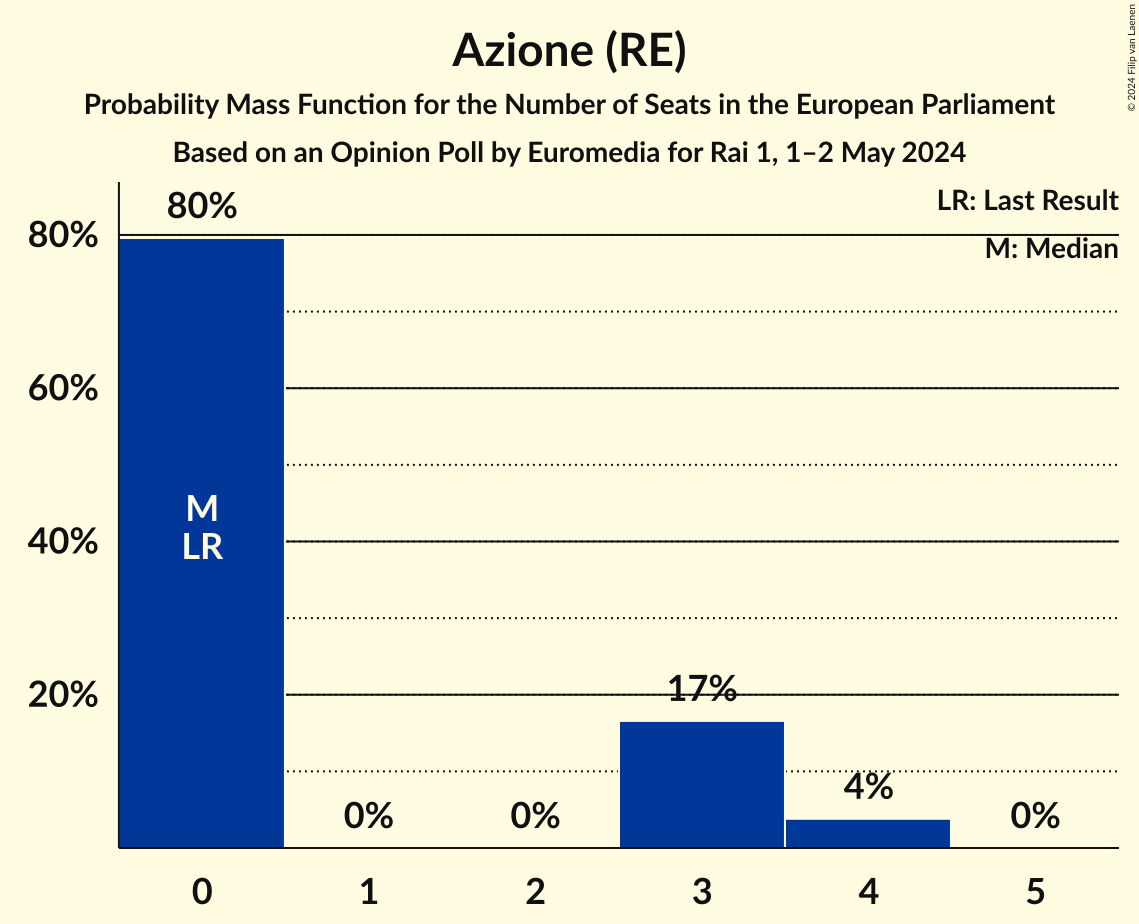 Azione (RE)
Probability Mass Function for the Number of Seats in the European Parliament
Based on an Opinion Poll by Euromedia for Rai 1, 1–2 May 2024
© 2024 Filip van Laenen
LR: Last Result
M: Median
80%
80%
60%
40%
20%
M
LR
0%
0%
17%
4%
0%
0
1
2
3
4
5